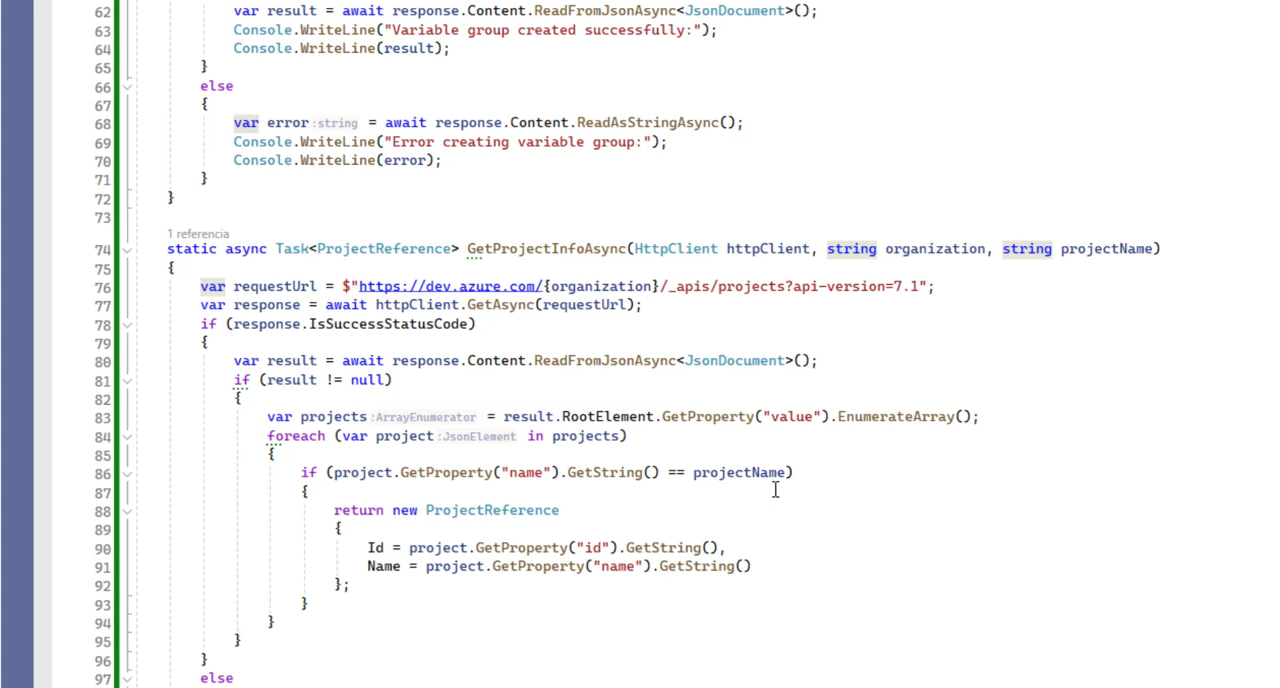 62 var result = await response.Content.ReadFromJsonAsync<JsonDocument>();
63 Console.WriteLine("Variable group created successfully:");
64 Console.WriteLine(result);
65 }
66 else
67 {
68 var error :string = await response.Content.ReadAsStringAsync();
69 Console.WriteLine("Error creating variable group:");
70 Console.WriteLine(error);
71 }
72 }
73
1 referencia
74 static async Task<ProjectReference> GetProjectInfoAsync(HttpClient httpClient, string organization, string projectName)
75 {
76 var requestUrl = $"https://dev.azure.com/{organization}/_apis/projects?api-version=7.1";
77 var response = await httpClient.GetAsync(requestUrl);
78 if (response.IsSuccessStatusCode)
79 {
80 var result = await response.Content.ReadFromJsonAsync<JsonDocument>();
81 if (result != null)
82 {
83 var projects :ArrayEnumerator = result.RootElement.GetProperty("value").EnumerateArray();
84 foreach (var project :JsonElement in projects)
85 {
86 if (project.GetProperty("name").GetString() == projectName)
87 {
88 return new ProjectReference
89 {
90 Id = project.GetProperty("id").GetString(),
91 Name = project.GetProperty("name").GetString()
92 };
93 }
94 }
95 }
96 }
97 else